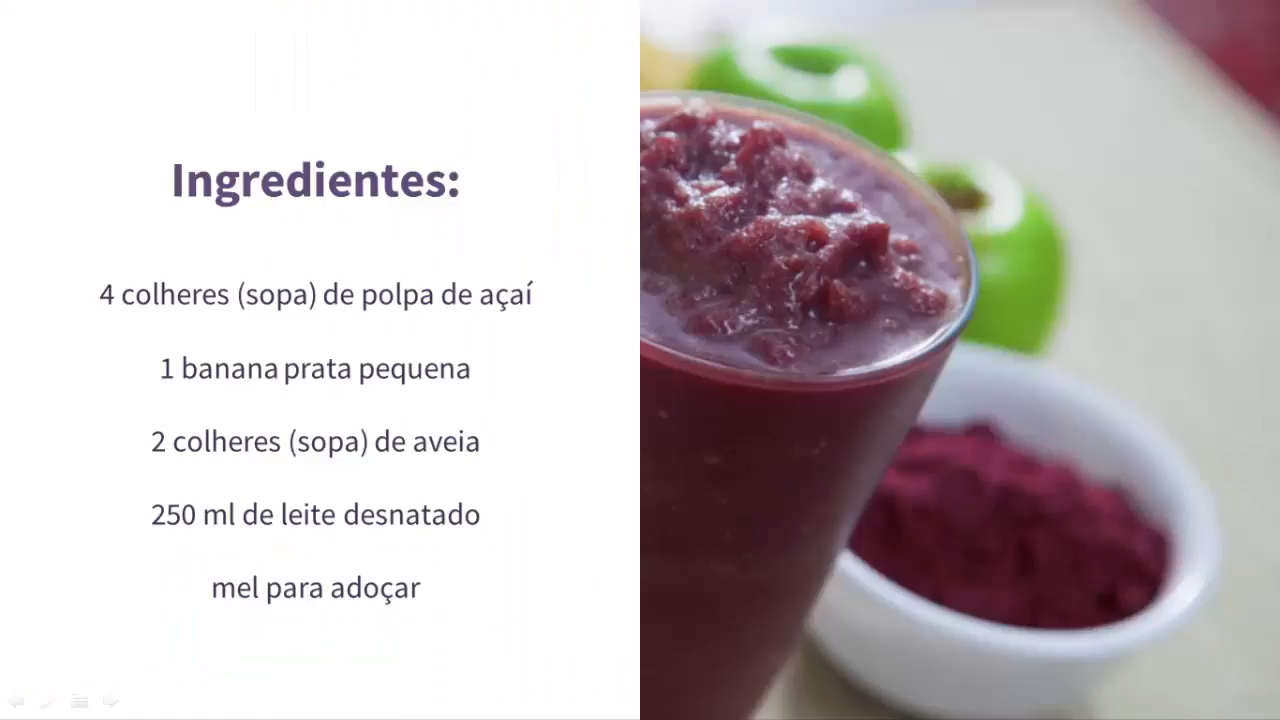 Ingredientes:
4 colheres (sopa) de polpa de açaí
1 banana prata pequena
2 colheres (sopa) de aveia
250 ml de leite desnatado
mel para adoçar